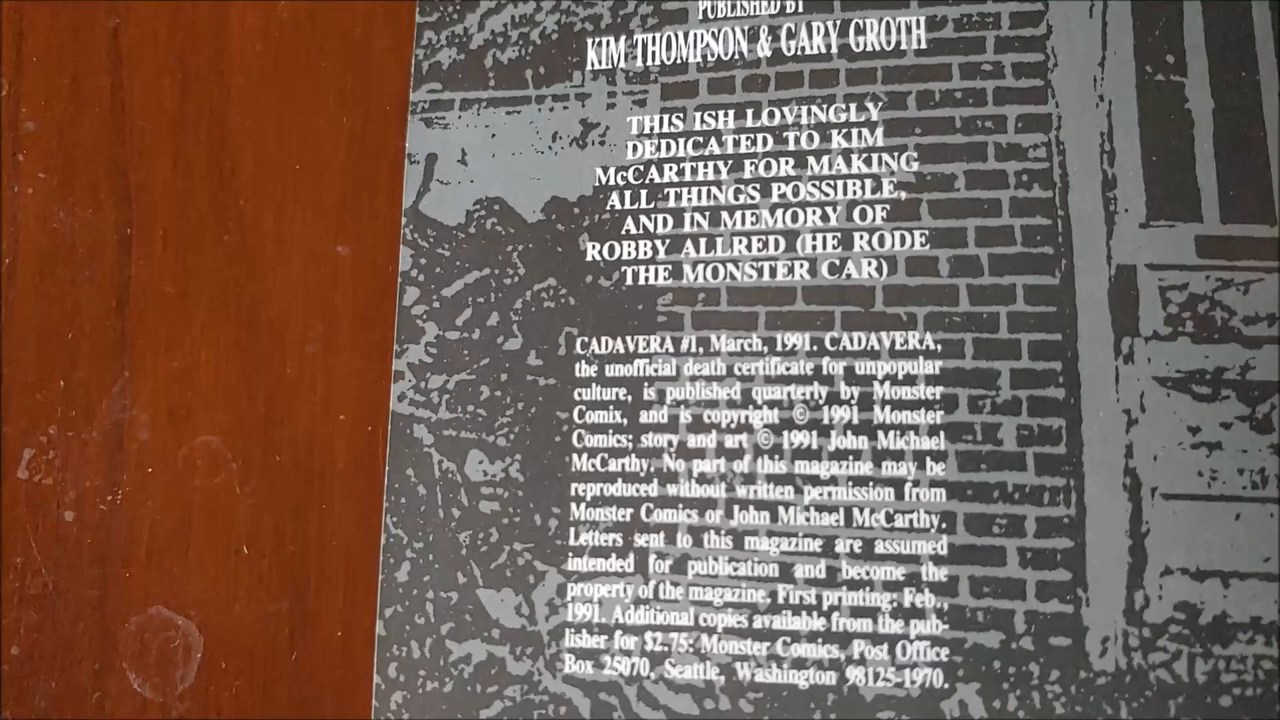 PUBLISHED BY
KIM THOMPSON & GARY GROTH
THIS ISH LOVINGLY
DEDICATED TO KIM
McCARTHY FOR MAKING
ALL THINGS POSSIBLE,
AND IN MEMORY OF
ROBBY ALLRED (HE RODE
THE MONSTER CAR)
CADAVERA #1, March, 1991. CADAVERA,
the unofficial death certificate for unpopular
culture, is published quarterly by Monster
Comix, and is copyright © 1991 Monster
Comics; story and art © 1991 John Michael
McCarthy. No part of this magazine may be
reproduced without written permission from
Monster Comics or John Michael McCarthy.
Letters sent to this magazine are assumed
intended for publication and become the
property of the magazine. First printing: Feb.,
1991. Additional copies available from the pub-
lisher for $2.75: Monster Comics, Post Office
Box 25070, Seattle, Washington 98125-1970.